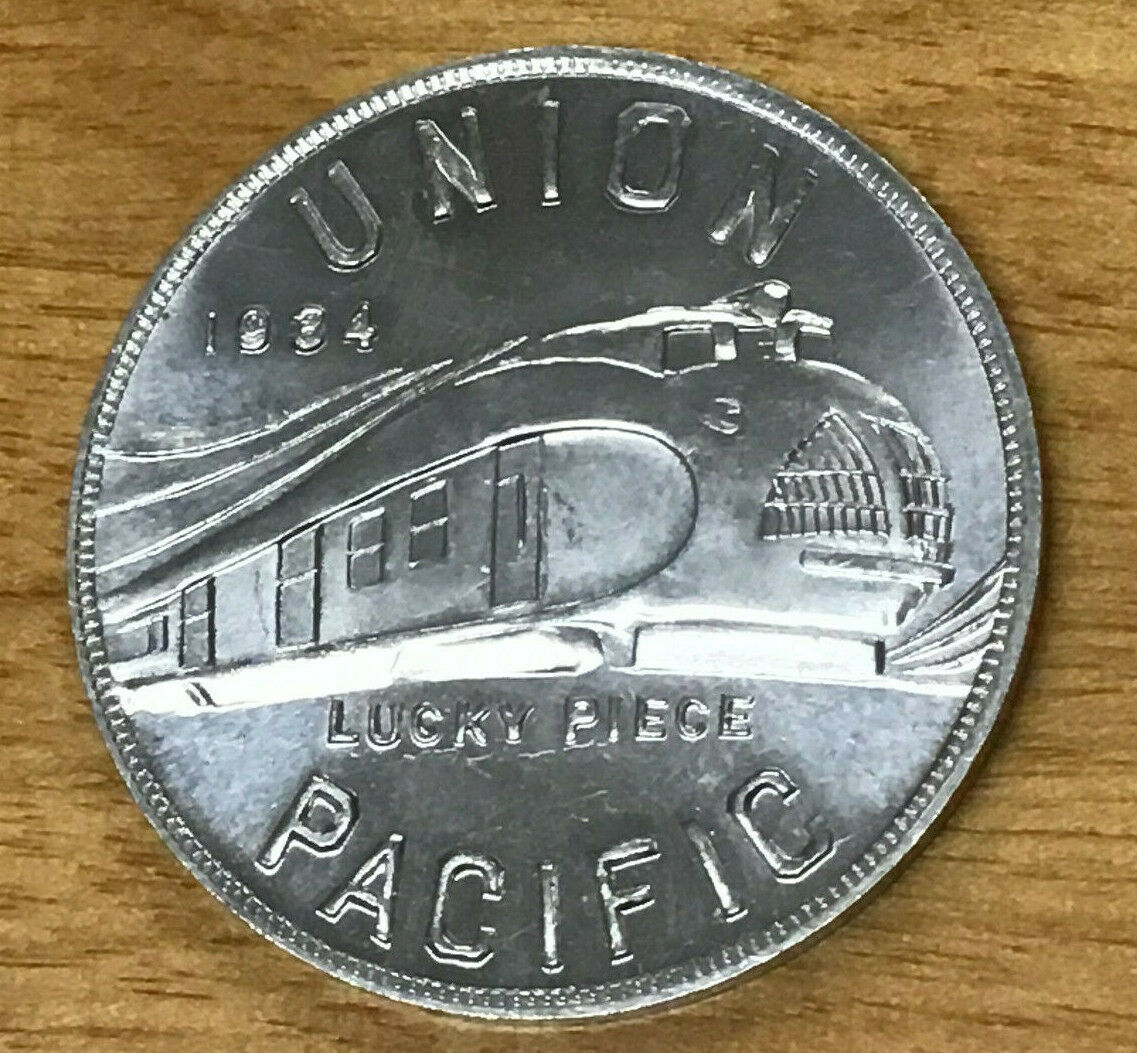 UNION
1934
LUCKY PIECE
PACIFIC